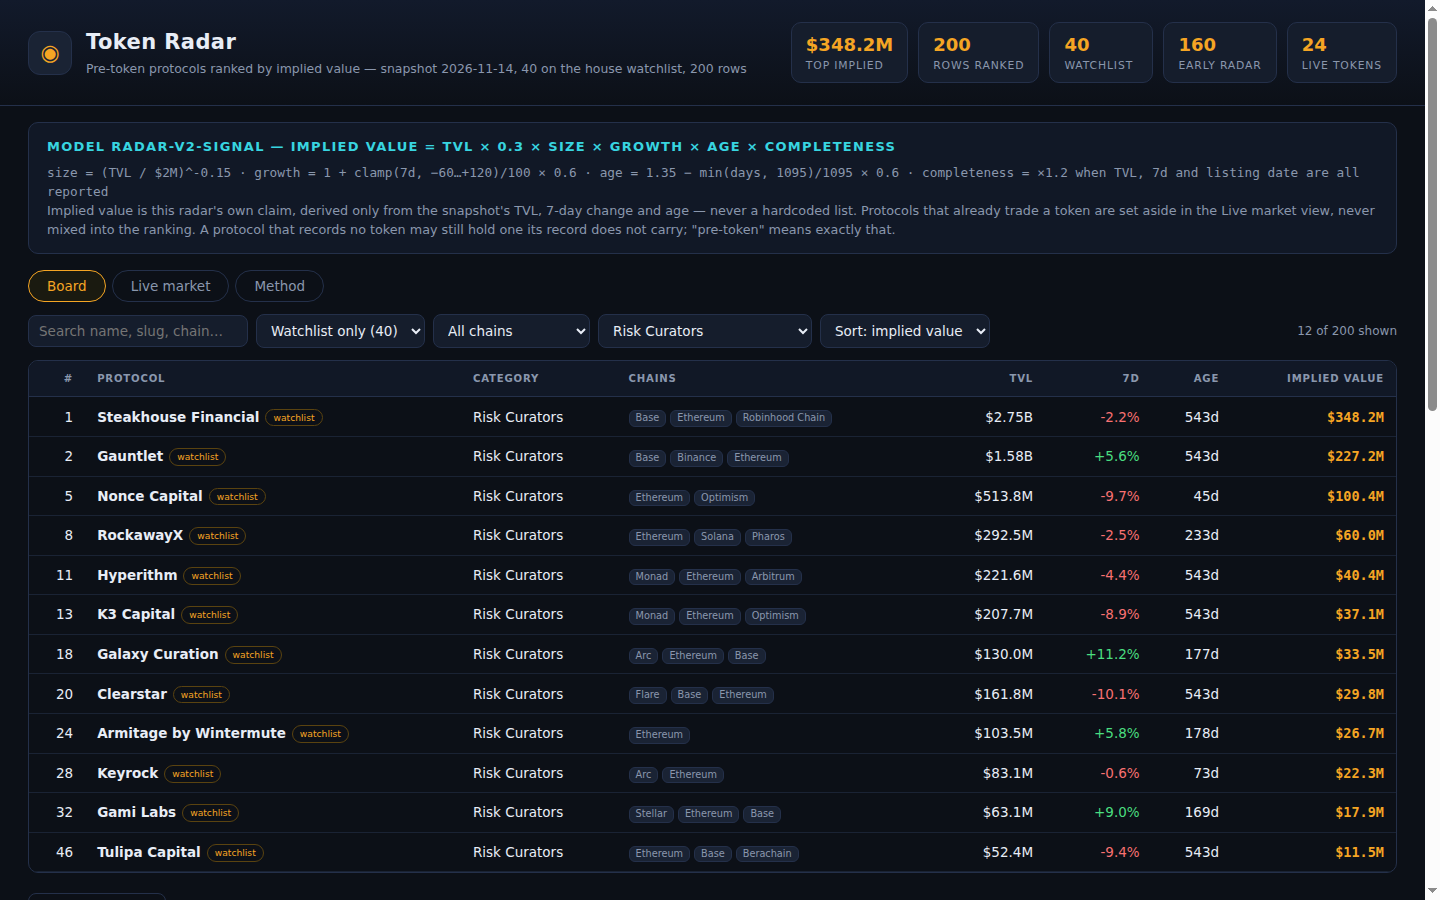 Token Radar
Pre-token protocols ranked by implied value — snapshot 2026-11-14, 40 on the house watchlist, 200 rows
$348.2M
TOP IMPLIED
200
ROWS RANKED
40
WATCHLIST
160
EARLY RADAR
24
LIVE TOKENS
MODEL RADAR-V2-SIGNAL — IMPLIED VALUE = TVL × 0.3 × SIZE × GROWTH × AGE × COMPLETENESS
size = (TVL / $2M)^-0.15 · growth = 1 + clamp(7d, −60…+120)/100 × 0.6 · age = 1.35 − min(days, 1095)/1095 × 0.6 · completeness = ×1.2 when TVL, 7d and listing date are all
reported
Implied value is this radar's own claim, derived only from the snapshot's TVL, 7-day change and age — never a hardcoded list. Protocols that already trade a token are set aside in the Live market view, never
mixed into the ranking. A protocol that records no token may still hold one its record does not carry; "pre-token" means exactly that.
Board Live market Method
Search name, slug, chain… Watchlist only (40) All chains Risk Curators Sort: implied value 12 of 200 shown
# PROTOCOL CATEGORY CHAINS TVL 7D AGE IMPLIED VALUE
1 Steakhouse Financial watchlist Risk Curators Base Ethereum Robinhood Chain $2.75B -2.2% 543d $348.2M
2 Gauntlet watchlist Risk Curators Base Binance Ethereum $1.58B +5.6% 543d $227.2M
5 Nonce Capital watchlist Risk Curators Ethereum Optimism $513.8M -9.7% 45d $100.4M
8 RockawayX watchlist Risk Curators Ethereum Solana Pharos $292.5M -2.5% 233d $60.0M
11 Hyperithm watchlist Risk Curators Monad Ethereum Arbitrum $221.6M -4.4% 543d $40.4M
13 K3 Capital watchlist Risk Curators Monad Ethereum Optimism $207.7M -8.9% 543d $37.1M
18 Galaxy Curation watchlist Risk Curators Arc Ethereum Base $130.0M +11.2% 177d $33.5M
20 Clearstar watchlist Risk Curators Flare Base Ethereum $161.8M -10.1% 543d $29.8M
24 Armitage by Wintermute watchlist Risk Curators Ethereum $103.5M +5.8% 178d $26.7M
28 Keyrock watchlist Risk Curators Arc Ethereum $83.1M -0.6% 73d $22.3M
32 Gami Labs watchlist Risk Curators Stellar Ethereum Base $63.1M +9.0% 169d $17.9M
46 Tulipa Capital watchlist Risk Curators Ethereum Base Berachain $52.4M -9.4% 543d $11.5M